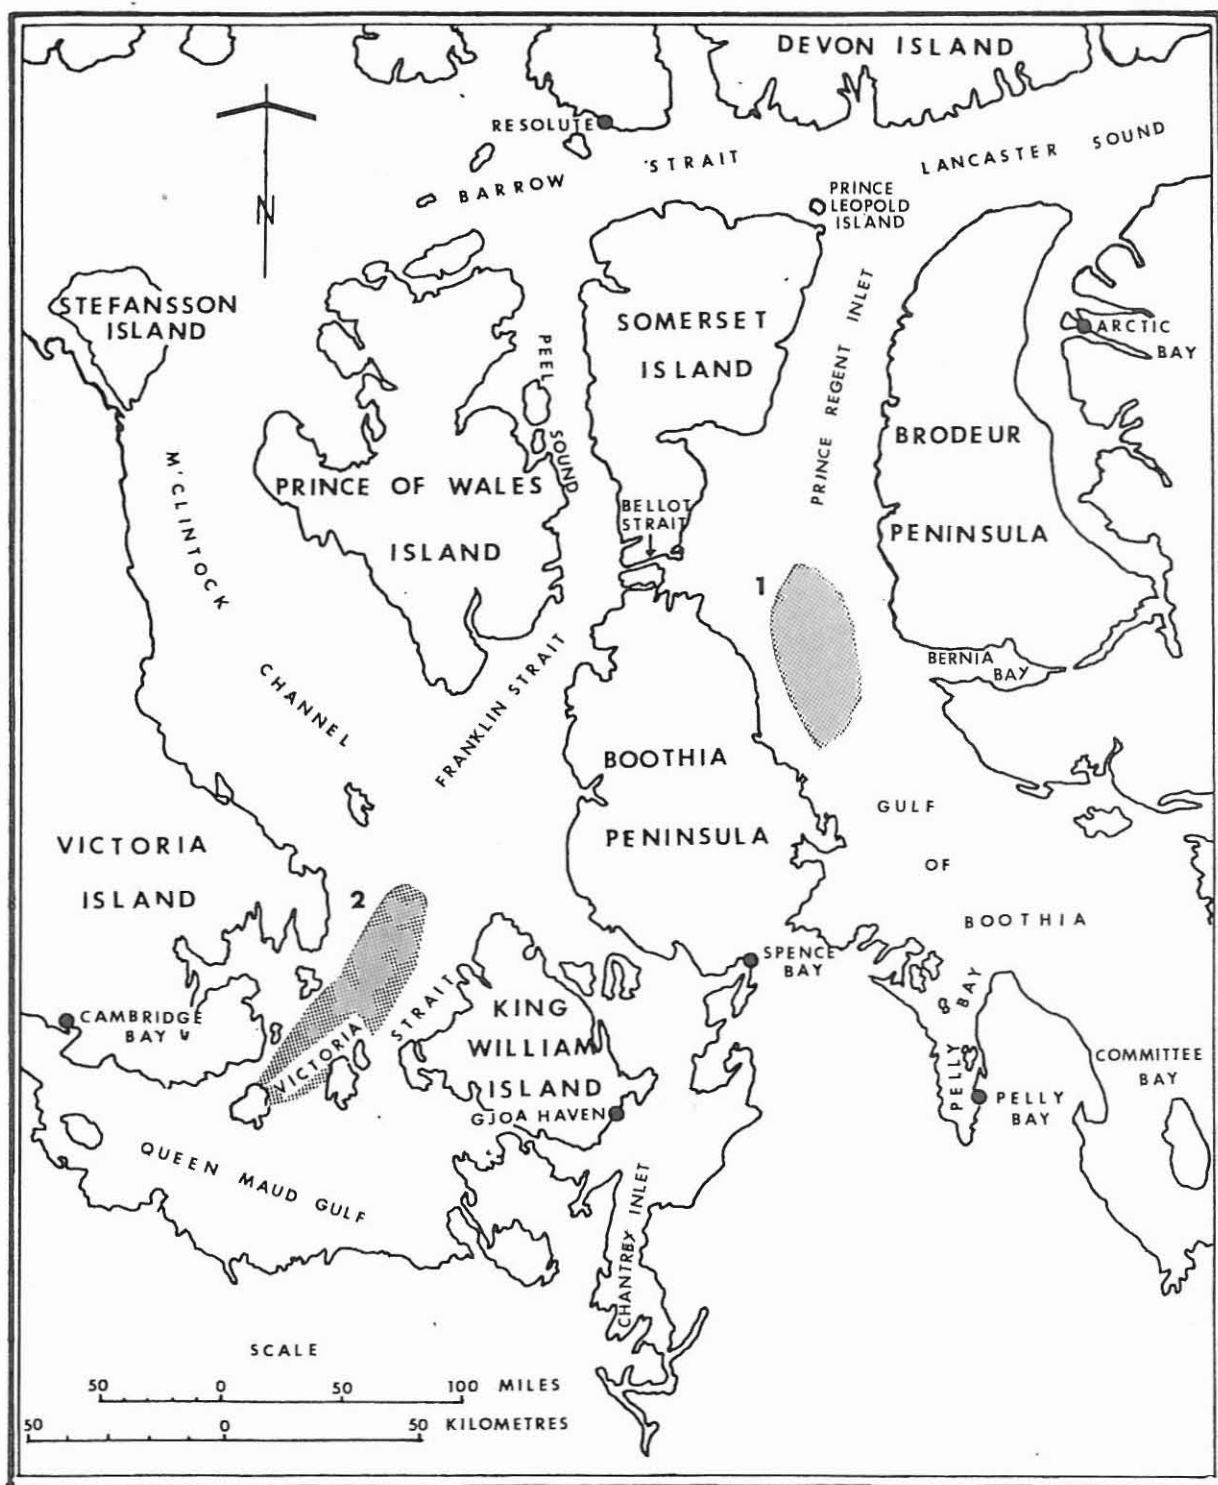 DEVON ISLAND
RESOLUTE
BARROW STRAIT
LANCASTER SOUND
PRINCE
LEOPOLD
ISLAND
N
STEFANSSON
ISLAND
SOMERSET
ISLAND
PEEL SOUND
PRINCE REGENT INLET
ARCTIC
BAY
BRODEUR
PENINSULA
M'CLINTOCK CHANNEL
PRINCE OF WALES
ISLAND
BELLOT
STRAIT
1
BERNIA
BAY
FRANKLIN STRAIT
BOOTHIA
PENINSULA
GULF
OF
BOOTHIA
VICTORIA
ISLAND
2
SPENCE
BAY
CAMBRIDGE
BAY
VICTORIA STRAIT
KING
WILLIAM
ISLAND
GJOA HAVEN
PELLY BAY
PELLY
BAY
COMMITTEE
BAY
QUEEN MAUD GULF
CHANTREY INLET
SCALE
50 0 50 100 MILES
50 0 50 KILOMETRES